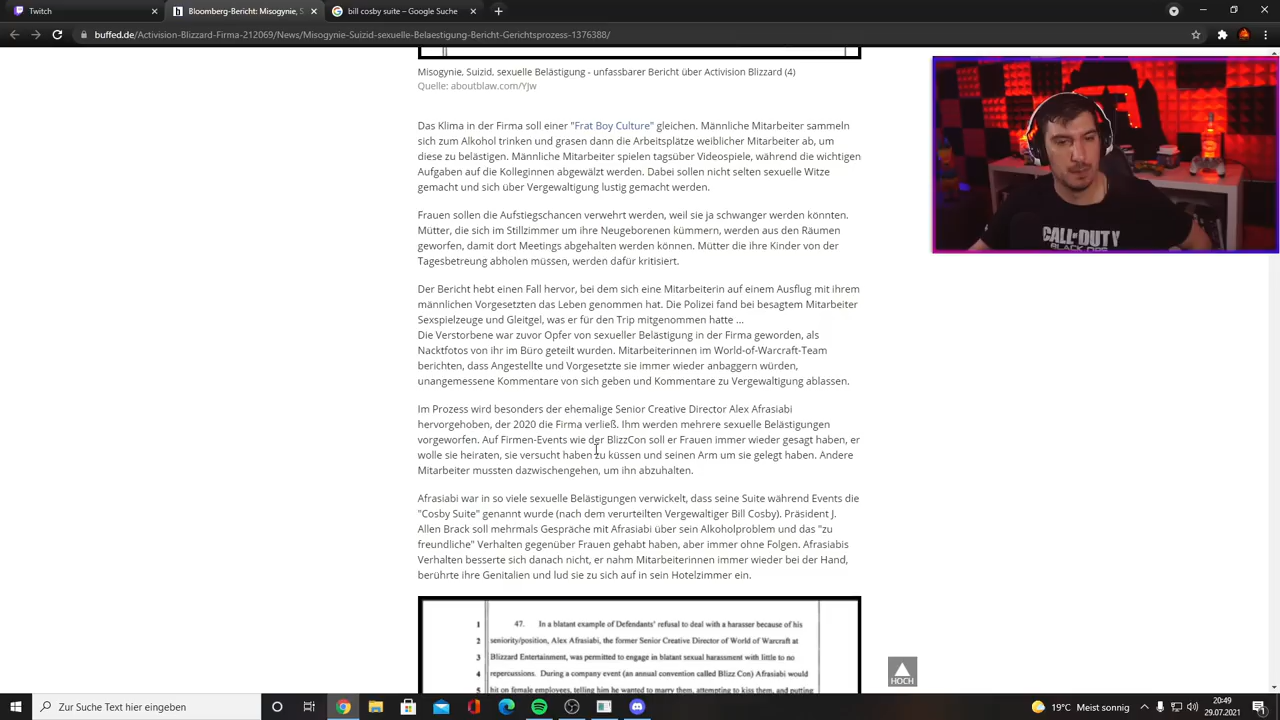 Twitch
Bloomberg-Bericht: Misogynie, S
bill cosby suite – Google-Suche
buffed.de/Activision-Blizzard-Firma-212069/News/Misogynie-Suizid-sexuelle-Belaestigung-Bericht-Gerichtsprozess-1376388/
Misogynie, Suizid, sexuelle Belästigung - unfassbarer Bericht über Activision Blizzard (4)
Quelle: aboutblaw.com/YJw
Das Klima in der Firma soll einer "Frat Boy Culture" gleichen. Männliche Mitarbeiter sammeln
sich zum Alkohol trinken und grasen dann die Arbeitsplätze weiblicher Mitarbeiter ab, um
diese zu belästigen. Männliche Mitarbeiter spielen tagsüber Videospiele, während die wichtigen
Aufgaben auf die Kolleginnen abgewälzt werden. Dabei sollen nicht selten sexuelle Witze
gemacht und sich über Vergewaltigung lustig gemacht werden.
Frauen sollen die Aufstiegschancen verwehrt werden, weil sie ja schwanger werden könnten.
Mütter, die sich im Stillzimmer um ihre Neugeborenen kümmern, werden aus den Räumen
geworfen, damit dort Meetings abgehalten werden können. Mütter die ihre Kinder von der
Tagesbetreung abholen müssen, werden dafür kritisiert.
Der Bericht hebt einen Fall hervor, bei dem sich eine Mitarbeiterin auf einem Ausflug mit ihrem
männlichen Vorgesetzten das Leben genommen hat. Die Polizei fand bei besagtem Mitarbeiter
Sexspielzeuge und Gleitgel, was er für den Trip mitgenommen hatte ...
Die Verstorbene war zuvor Opfer von sexueller Belästigung in der Firma geworden, als
Nacktfotos von ihr im Büro geteilt wurden. Mitarbeiterinnen im World-of-Warcraft-Team
berichten, dass Angestellte und Vorgesetzte sie immer wieder anbaggern würden,
unangemessene Kommentare von sich geben und Kommentare zu Vergewaltigung ablassen.
Im Prozess wird besonders der ehemalige Senior Creative Director Alex Afrasiabi
hervorgehoben, der 2020 die Firma verließ. Ihm werden mehrere sexuelle Belästigungen
vorgeworfen. Auf Firmen-Events wie der BlizzCon soll er Frauen immer wieder gesagt haben, er
wolle sie heiraten, sie versucht haben zu küssen und seinen Arm um sie gelegt haben. Andere
Mitarbeiter mussten dazwischengehen, um ihn abzuhalten.
Afrasiabi war in so viele sexuelle Belästigungen verwickelt, dass seine Suite während Events die
"Cosby Suite" genannt wurde (nach dem verurteilten Vergewaltiger Bill Cosby). Präsident J.
Allen Brack soll mehrmals Gespräche mit Afrasiabi über sein Alkoholproblem und das "zu
freundliche" Verhalten gegenüber Frauen gehabt haben, aber immer ohne Folgen. Afrasiabis
Verhalten besserte sich danach nicht, er nahm Mitarbeiterinnen immer wieder bei der Hand,
berührte ihre Genitalien und lud sie zu sich auf in sein Hotelzimmer ein.
1 47. In a blatant example of Defendants' refusal to deal with a harasser because of his
2 seniority/position, Alex Afrasiabi, the former Senior Creative Director of World of Warcraft at
3 Blizzard Entertainment, was permitted to engage in blatant sexual harassment with little to no
4 repercussions. During a company event (an annual convention called Blizz Con) Afrasiabi would
5 hit on female employees, telling him he wanted to marry them, attempting to kiss them, and putting
HOCH
CALL OF DUTY
BLACK OPS
Zur Suche Text hier eingeben
19°C Meist sonnig
20:49
29.07.2021